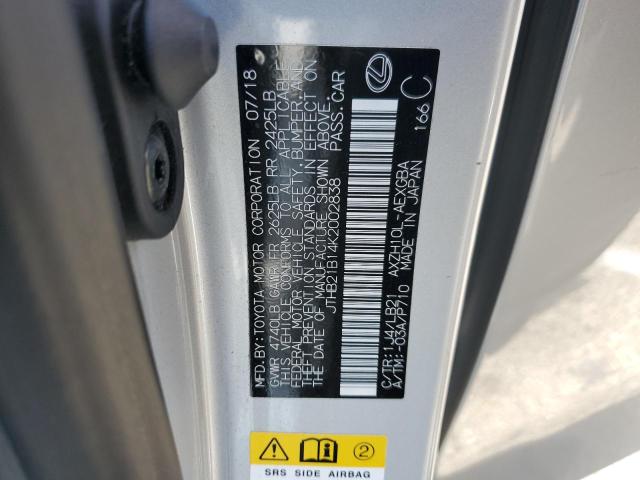 MFD.BY:TOYOTA MOTOR CORPORATION 07/18
GVWR 4740LB GAWR FR 2625LB RR 2425LB
THIS VEHICLE CONFORMS TO ALL APPLICABLE
FEDERAL MOTOR VEHICLE SAFETY, BUMPER, AND
THEFT PREVENTION STANDARDS IN EFFECT ON
THE DATE OF MANUFACTURE SHOWN ABOVE.
JTHB21B14K2002838 PASS.CAR
C/TR:1J4/LB21 AXZH10L-AEXGBA
A/TM:-03A/P710 MADE IN JAPAN
166 C
2
SRS SIDE AIRBAG